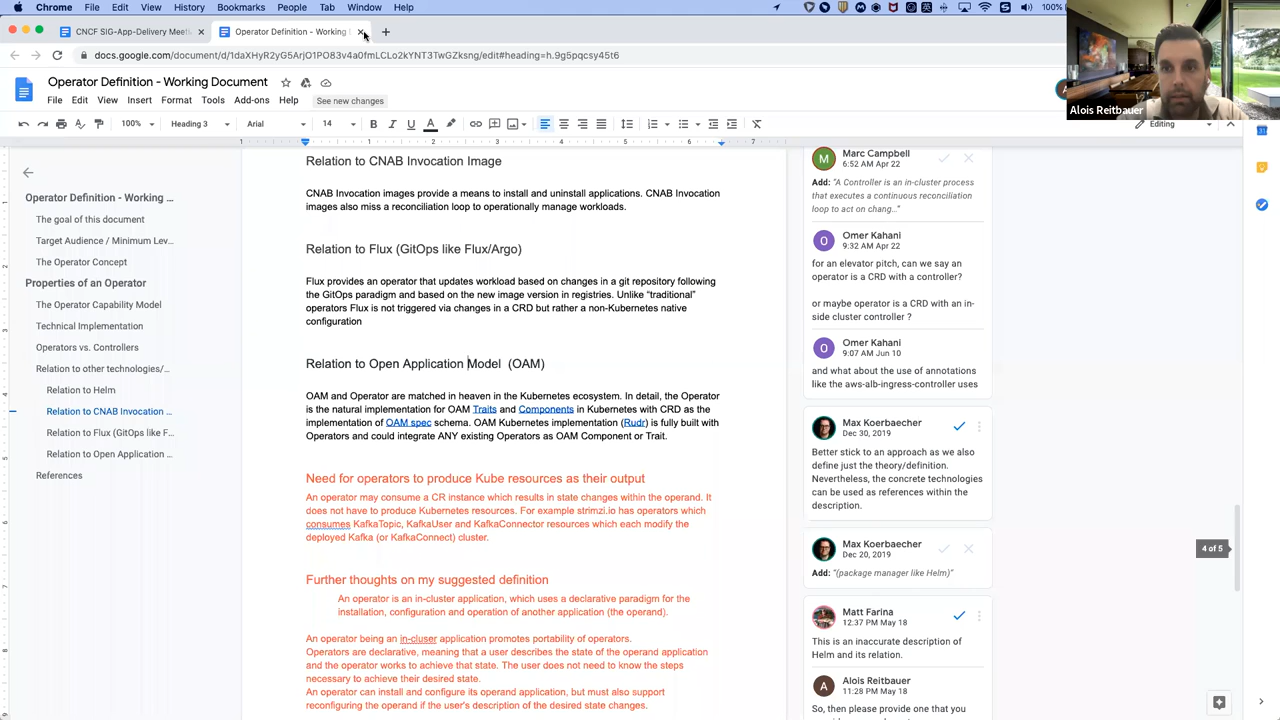 Chrome File Edit View History Bookmarks People Tab Window Help 100%
CNCF SIG-App-Delivery Meeti
Operator Definition - Working
docs.google.com/document/d/1daXHyR2yG5ArjO1PO83v4a0fmLCLo2kYNT3TwGZksng/edit#heading=h.9g5pqcsy45t6
Alois Reitbauer
Operator Definition - Working Document
File Edit View Insert Format Tools Add-ons Help See new changes
100% Heading 3 Arial 14 Editing
Operator Definition - Working ...
The goal of this document
Target Audience / Minimum Lev...
The Operator Concept
Properties of an Operator
The Operator Capability Model
Technical Implementation
Operators vs. Controllers
Relation to other technologies/...
Relation to Helm
Relation to CNAB Invocation ...
Relation to Flux (GitOps like F...
Relation to Open Application ...
References
Relation to CNAB Invocation Image
CNAB Invocation images provide a means to install and uninstall applications. CNAB Invocation
images also miss a reconciliation loop to operationally manage workloads.
Relation to Flux (GitOps like Flux/Argo)
Flux provides an operator that updates workload based on changes in a git repository following
the GitOps paradigm and based on the new image version in registries. Unlike “traditional”
operators Flux is not triggered via changes in a CRD but rather a non-Kubernetes native
configuration
Relation to Open Application Model (OAM)
OAM and Operator are matched in heaven in the Kubernetes ecosystem. In detail, the Operator
is the natural implementation for OAM Traits and Components in Kubernetes with CRD as the
implementation of OAM spec schema. OAM Kubernetes implementation (Rudr) is fully built with
Operators and could integrate ANY existing Operators as OAM Component or Trait.
Need for operators to produce Kube resources as their output
An operator may consume a CR instance which results in state changes within the operand. It
does not have to produce Kubernetes resources. For example strimzi.io has operators which
consumes KafkaTopic, KafkaUser and KafkaConnector resources which each modify the
deployed Kafka (or KafkaConnect) cluster.
Further thoughts on my suggested definition
An operator is an in-cluster application, which uses a declarative paradigm for the
installation, configuration and operation of another application (the operand).
An operator being an in-cluser application promotes portability of operators.
Operators are declarative, meaning that a user describes the state of the operand application
and the operator works to achieve that state. The user does not need to know the steps
necessary to achieve their desired state.
An operator can install and configure its operand application, but must also support
reconfiguring the operand if the user's description of the desired state changes.
M
Marc Campbell
6:52 AM Apr 22
Add: “A Controller is an in-cluster process
that executes a continuous reconciliation
loop to act on chang...”
O
Omer Kahani
9:32 AM Apr 22
for an elevator pitch, can we say an
operator is a CRD with a controller?
or maybe operator is a CRD with an in-
side cluster controller ?
O
Omer Kahani
9:07 AM Jun 10
and what about the use of annotations
like the aws-alb-ingress-controller uses
Max Koerbaecher
Dec 30, 2019
Better stick to an approach as we also
define just the theory/definition.
Nevertheless, the concrete technologies
can be used as references within the
description.
Max Koerbaecher
Dec 20, 2019
Add: “(package manager like Helm)”
Matt Farina
12:37 PM May 18
This is an inaccurate description of
Helm and its relation.
A
Alois Reitbauer
11:28 PM May 18
So, then please provide one that you
4 of 5